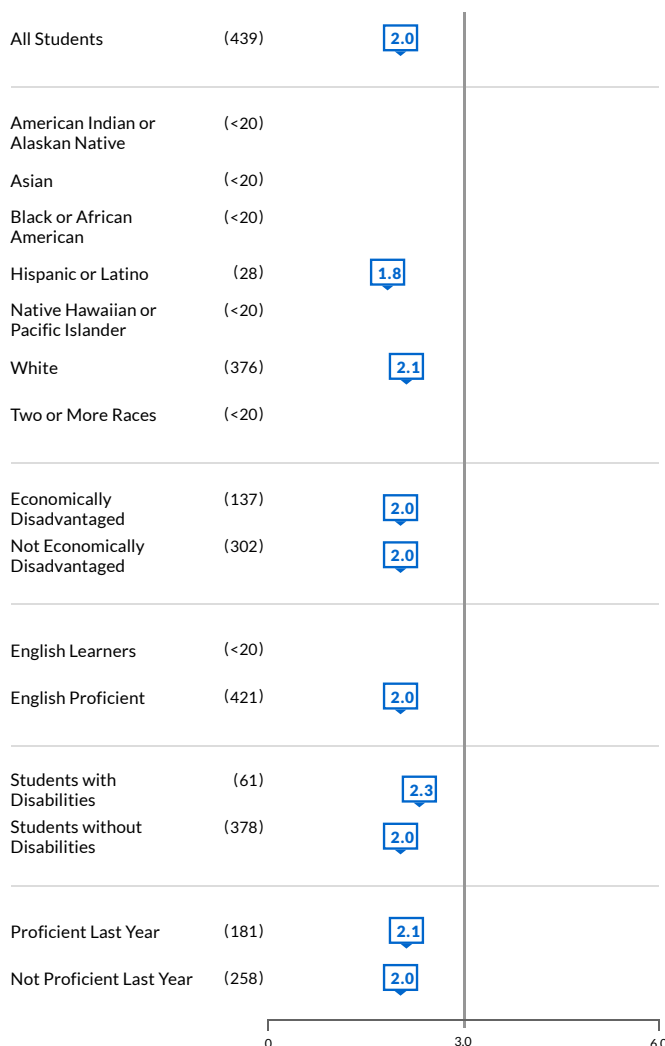 All Students (439) 2.0
American Indian or (<20)
Alaskan Native
Asian (<20)
Black or African (<20)
American
Hispanic or Latino (28) 1.8
Native Hawaiian or (<20)
Pacific Islander
White (376) 2.1
Two or More Races (<20)
Economically (137) 2.0
Disadvantaged
Not Economically (302) 2.0
Disadvantaged
English Learners (<20)
English Proficient (421) 2.0
Students with (61) 2.3
Disabilities
Students without (378) 2.0
Disabilities
Proficient Last Year (181) 2.1
Not Proficient Last Year (258) 2.0
0 3.0 6.0